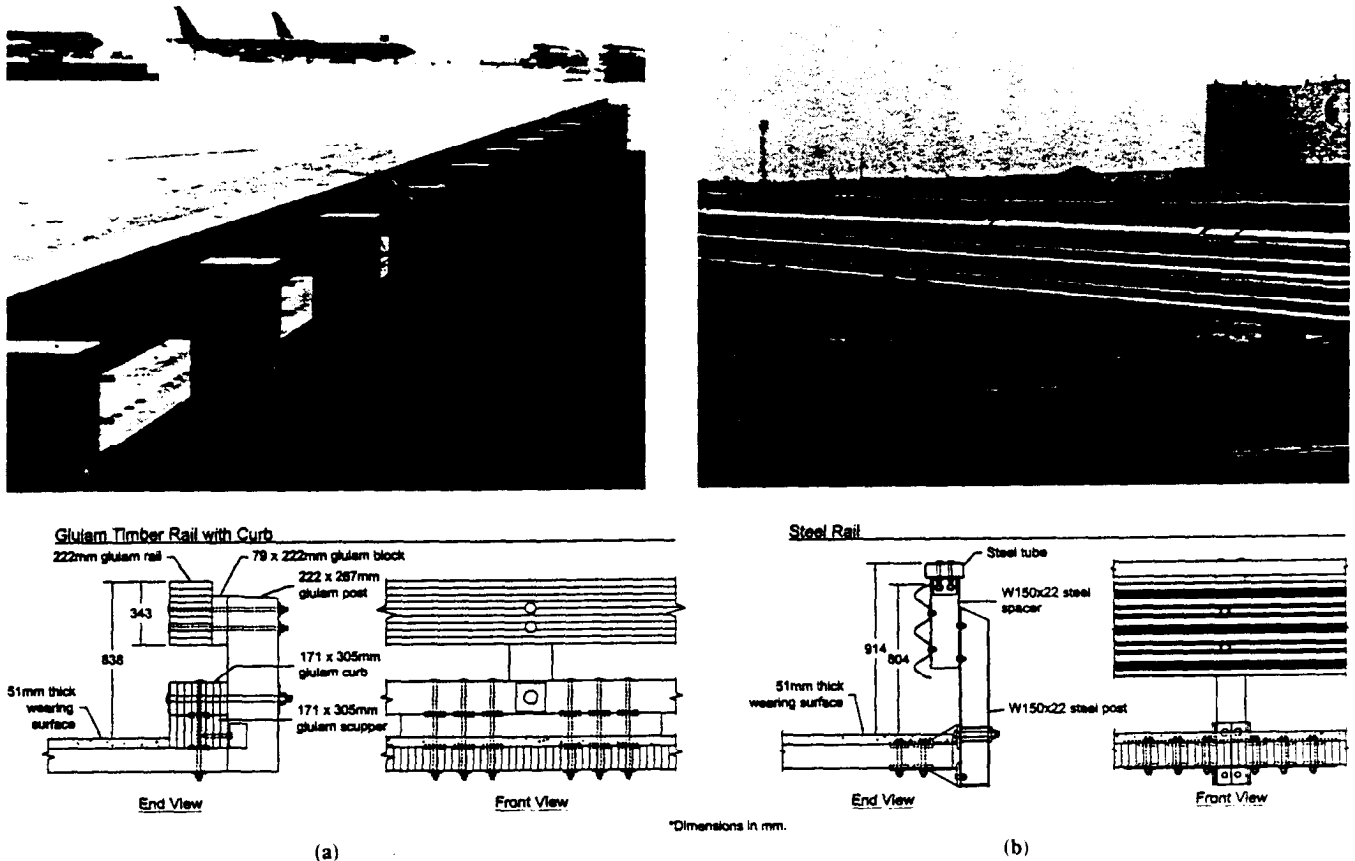 Glulam Timber Rail with Curb
222mm glulam rail
79 x 222mm glulam block
222 x 267mm
glulam post
343
838
171 x 305mm
glulam curb
51mm thick
wearing
surface
171 x 305mm
glulam scupper
End View
Front View
(a)
Steel Rail
Steel tube
W150x22 steel
spacer
914
804
51mm thick
wearing surface
W150x22 steel post
End View
Front View
*Dimensions in mm.
(b)